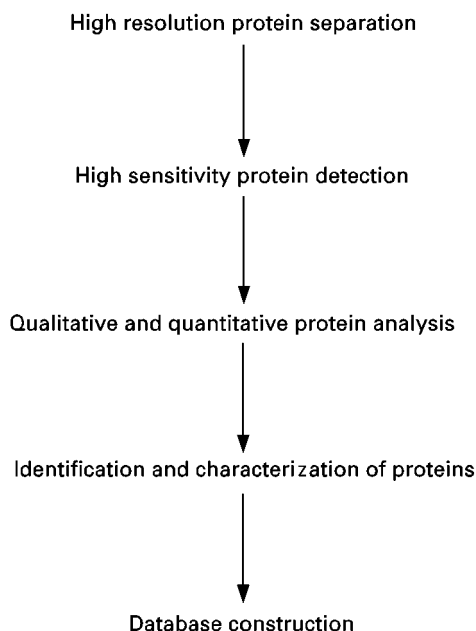 High resolution protein separation
High sensitivity protein detection
Qualitative and quantitative protein analysis
Identification and characterization of proteins
Database construction